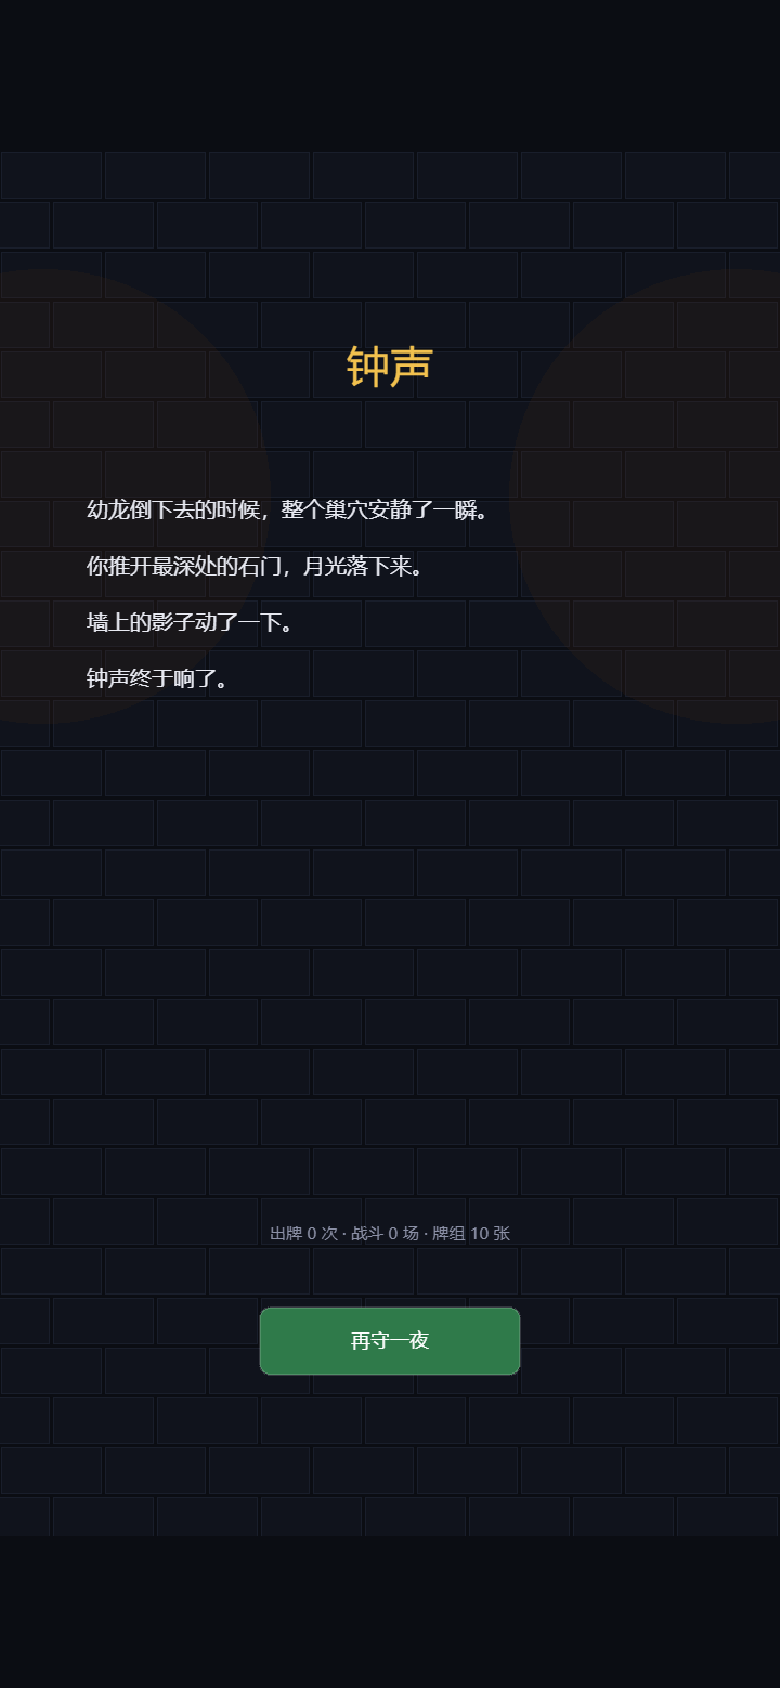 钟声
幼龙倒下去的时候，整个巢穴安静了一瞬。
你推开最深处的石门，月光落下来。
墙上的影子动了一下。
钟声终于响了。
出牌 0 次 · 战斗 0 场 · 牌组 10 张
再守一夜